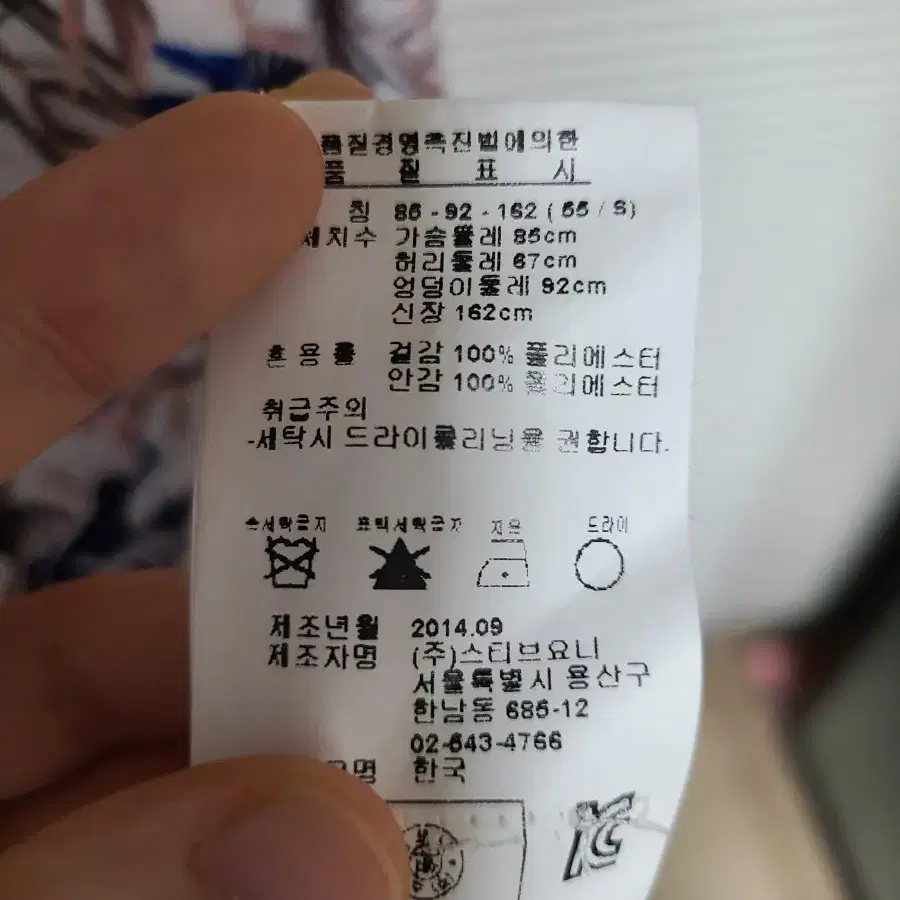 품질경영촉진법에의한
품 질 표 시
칭 85 - 92 - 162 ( 55 / S)
체치수 가슴둘레 85cm
허리둘레 67cm
엉덩이둘레 92cm
신장 162cm
혼용률 겉감 100% 폴리에스터
안감 100% 폴리에스터
취급주의
-세탁시 드라이클리닝을 권합니다.
손세탁금지 표백세탁금지 저온 드라이
제조년월 2014.09
제조자명 (주)스티브요니
서울특별시 용산구
한남동 685-12
02-543-4766
명 한국